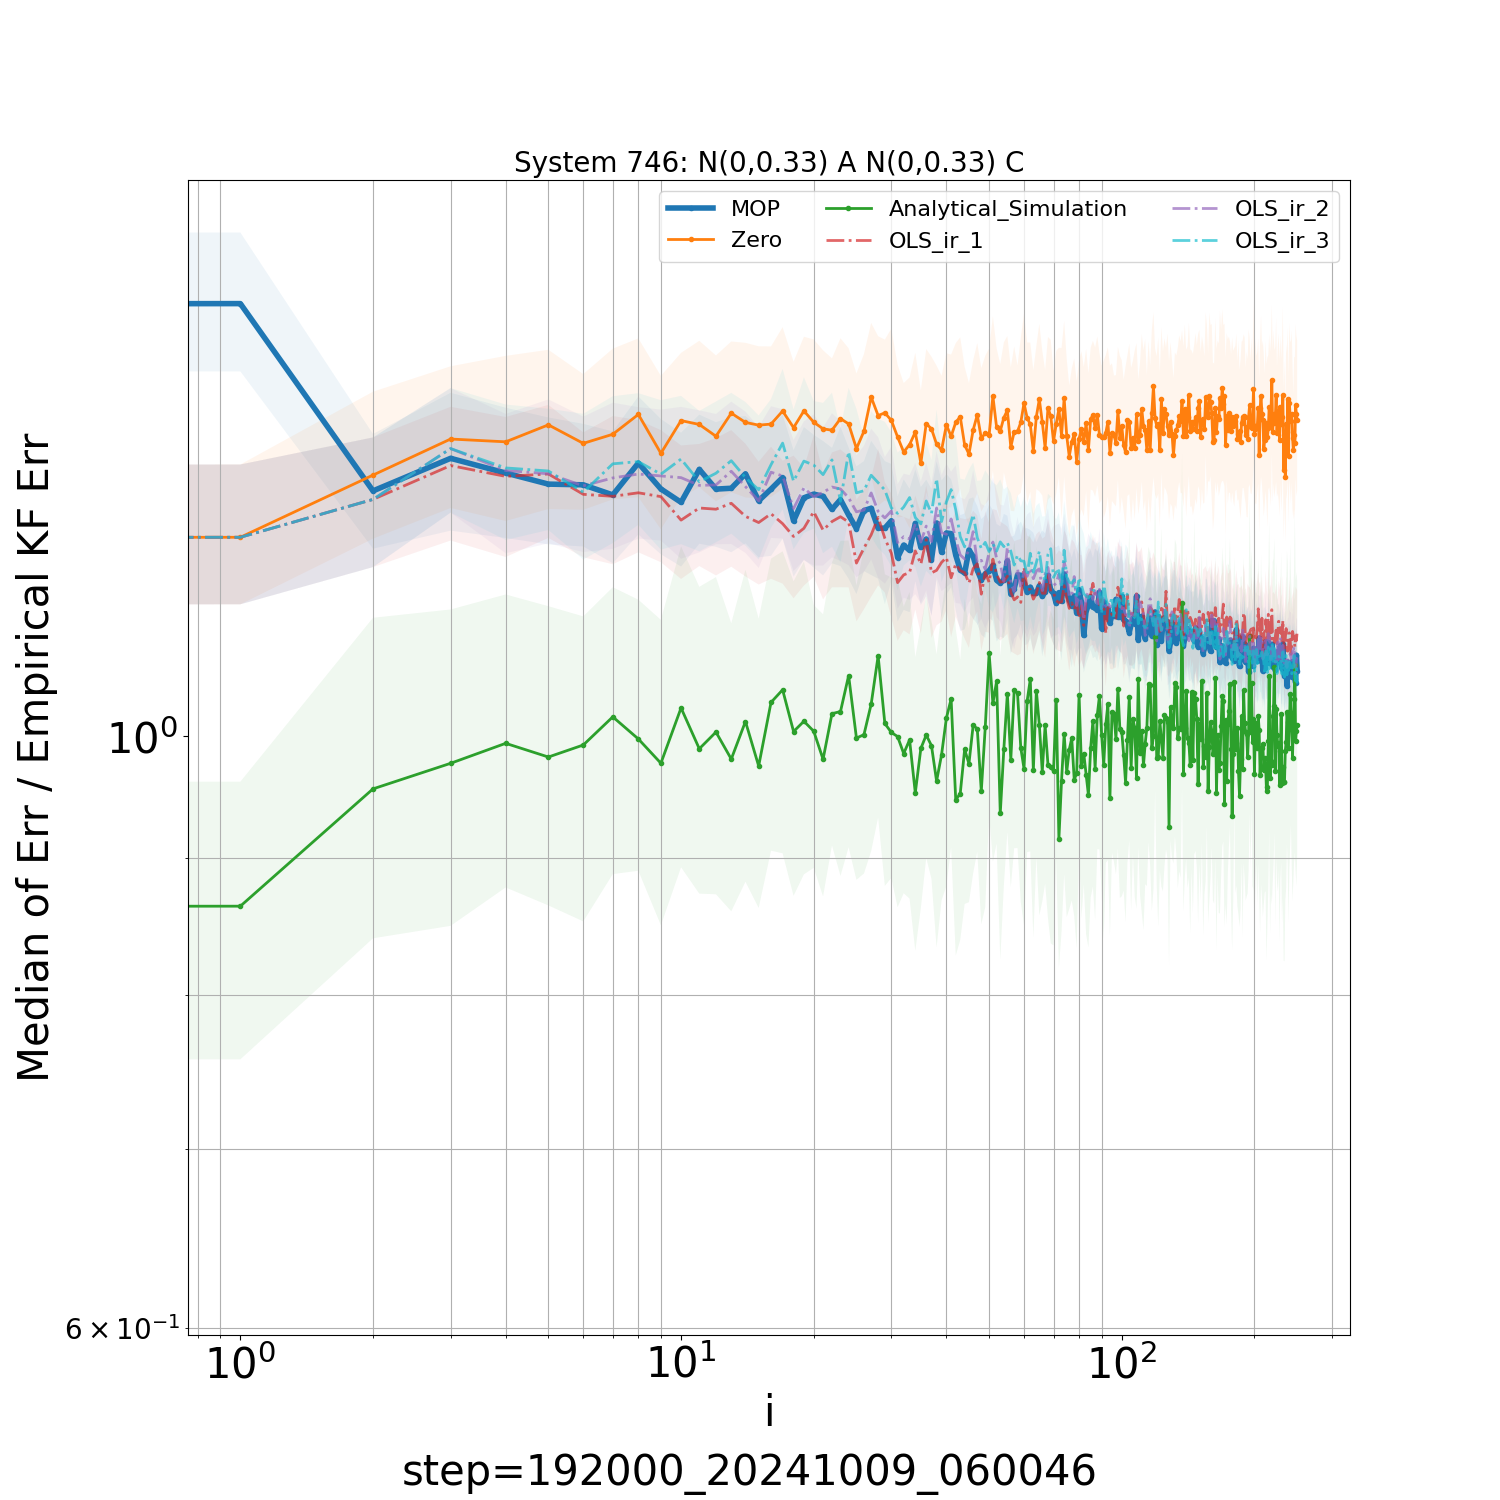 System 746: N(0,0.33) A N(0,0.33) C
MOP
Zero
Analytical_Simulation
OLS_ir_1
OLS_ir_2
OLS_ir_3
Median of Err / Empirical KF Err
10⁰
6 × 10⁻¹
10⁰
10¹
10²
i
step=192000_20241009_060046